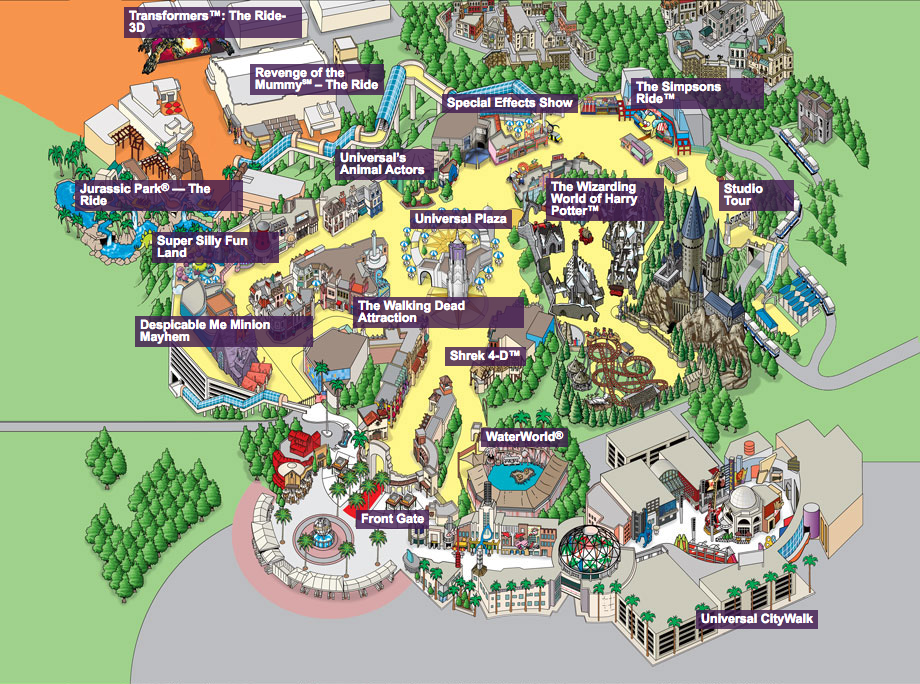 Transformers™: The Ride-
3D
Revenge of the
Mummy℠ – The Ride
Special Effects Show
The Simpsons
Ride™
Universal's
Animal Actors
Jurassic Park® — The
Ride
The Wizarding
World of Harry
Potter™
Studio
Tour
Universal Plaza
Super Silly Fun
Land
The Walking Dead
Attraction
Despicable Me Minion
Mayhem
Shrek 4-D™
WaterWorld®
Front Gate
Universal CityWalk